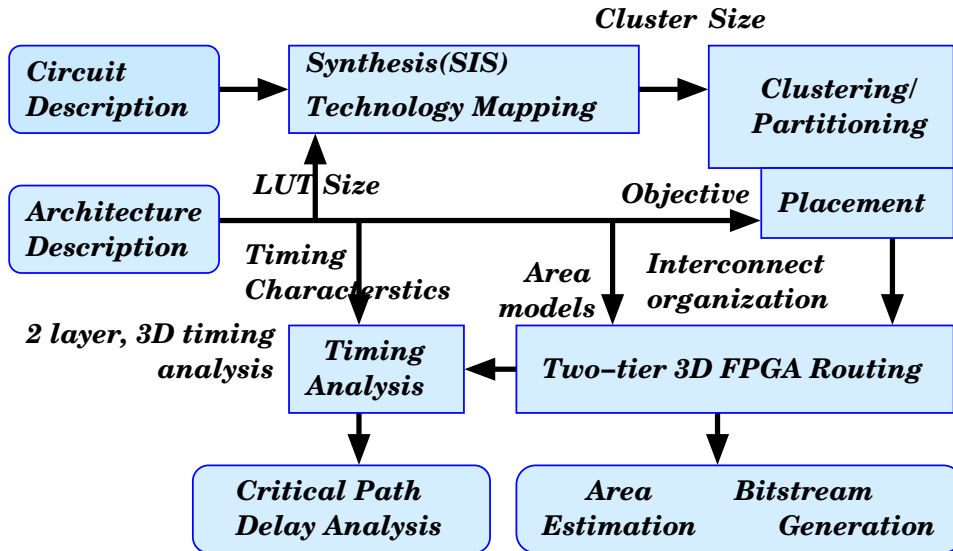 Cluster Size
Circuit
Description
Synthesis(SIS)
Technology Mapping
Clustering/
Partitioning
LUT Size
Architecture
Description
Objective
Placement
Timing
Characterstics
Area
models
Interconnect
organization
2 layer, 3D timing
analysis
Timing
Analysis
Two-tier 3D FPGA Routing
Critical Path
Delay Analysis
Area Bitstream
Estimation Generation